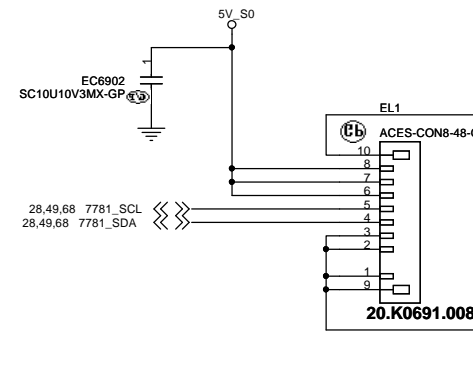 5V_S0
1
EC6902
SC10U10V3MX-GP
EL1
ACES-CON8-48-
10
8
7
6
28,49,68 7781_SCL 5
28,49,68 7781_SDA 4
3
2
1
9
20.K0691.008